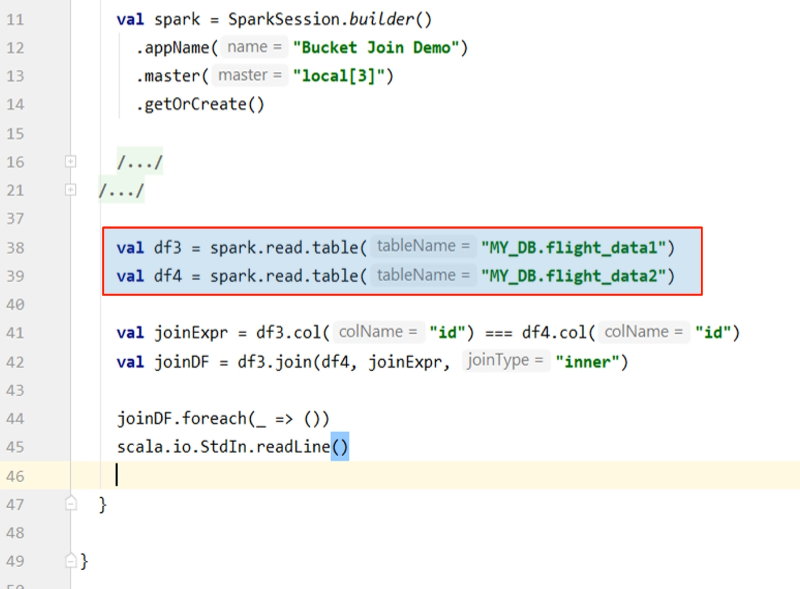 11 val spark = SparkSession.builder()
12 .appName( name = "Bucket Join Demo")
13 .master( master = "local[3]")
14 .getOrCreate()
15
16 /.../
21 /.../
37
38 val df3 = spark.read.table( tableName = "MY_DB.flight_data1")
39 val df4 = spark.read.table( tableName = "MY_DB.flight_data2")
40
41 val joinExpr = df3.col( colName = "id") === df4.col( colName = "id")
42 val joinDF = df3.join(df4, joinExpr, joinType = "inner")
43
44 joinDF.foreach(_ => ())
45 scala.io.StdIn.readLine()
46
47 }
48
49 }